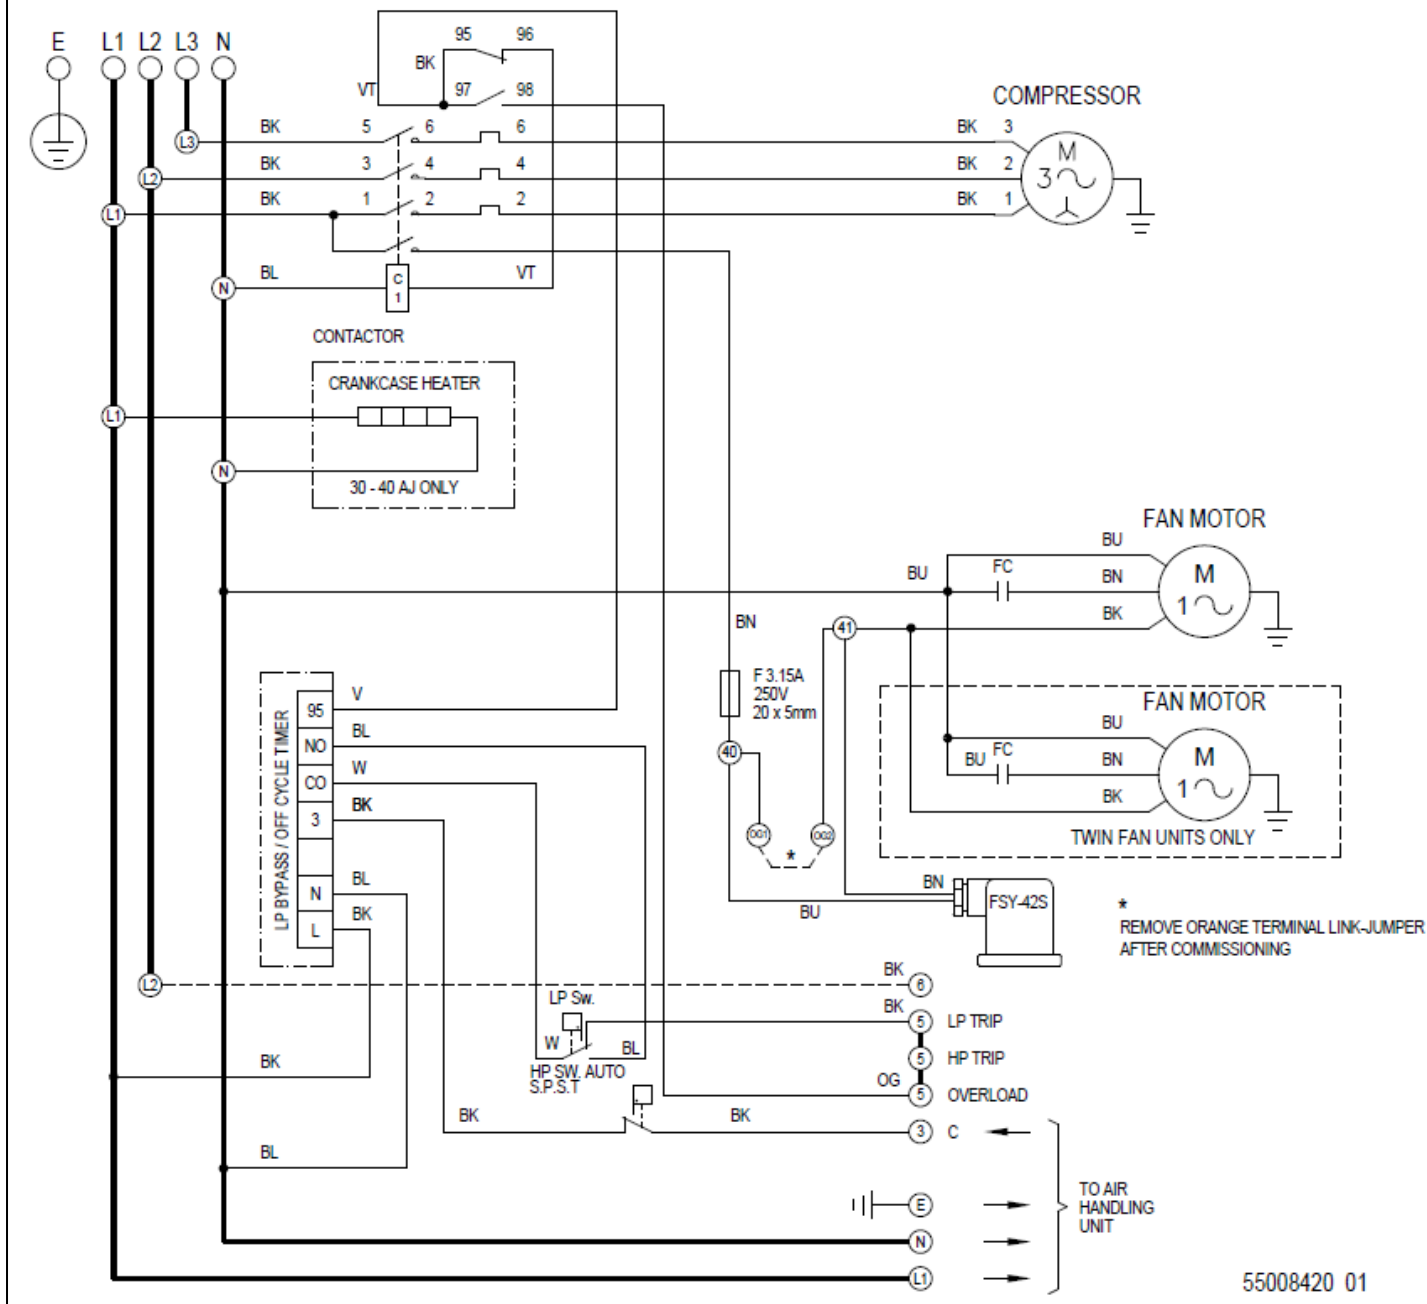 E L1 L2 L3 N
95 96
BK
VT 97 98
COMPRESSOR
BK 5 6 6 BK 3
L3
M
BK 3 4 4 BK 2
3
L2
BK 1 2 2 BK 1
L1
BL C VT
1
N
CONTACTOR
CRANKCASE HEATER
L1
N
30 - 40 AJ ONLY
FAN MOTOR
BU
BU FC BN M
1
BK
BN 41
F 3.15A
250V
20 x 5mm
FAN MOTOR
BU
BU FC BN M
1
BK
TWIN FAN UNITS ONLY
LP BYPASS / OFF CYCLE TIMER
95 V
NO BL
CO W
3 BK
N BL
L BK
40
OG1 OG2
*
BN
FSY-42S
BU
*
REMOVE ORANGE TERMINAL LINK-JUMPER
AFTER COMMISSIONING
L2 BK 6
LP Sw.
BK 5 LP TRIP
W BL
5 HP TRIP
HP SW. AUTO
S.P.S.T
BK
OG 5 OVERLOAD
BK BK 3 C
BL
TO AIR
HANDLING
UNIT
E
N
L1
55008420 01